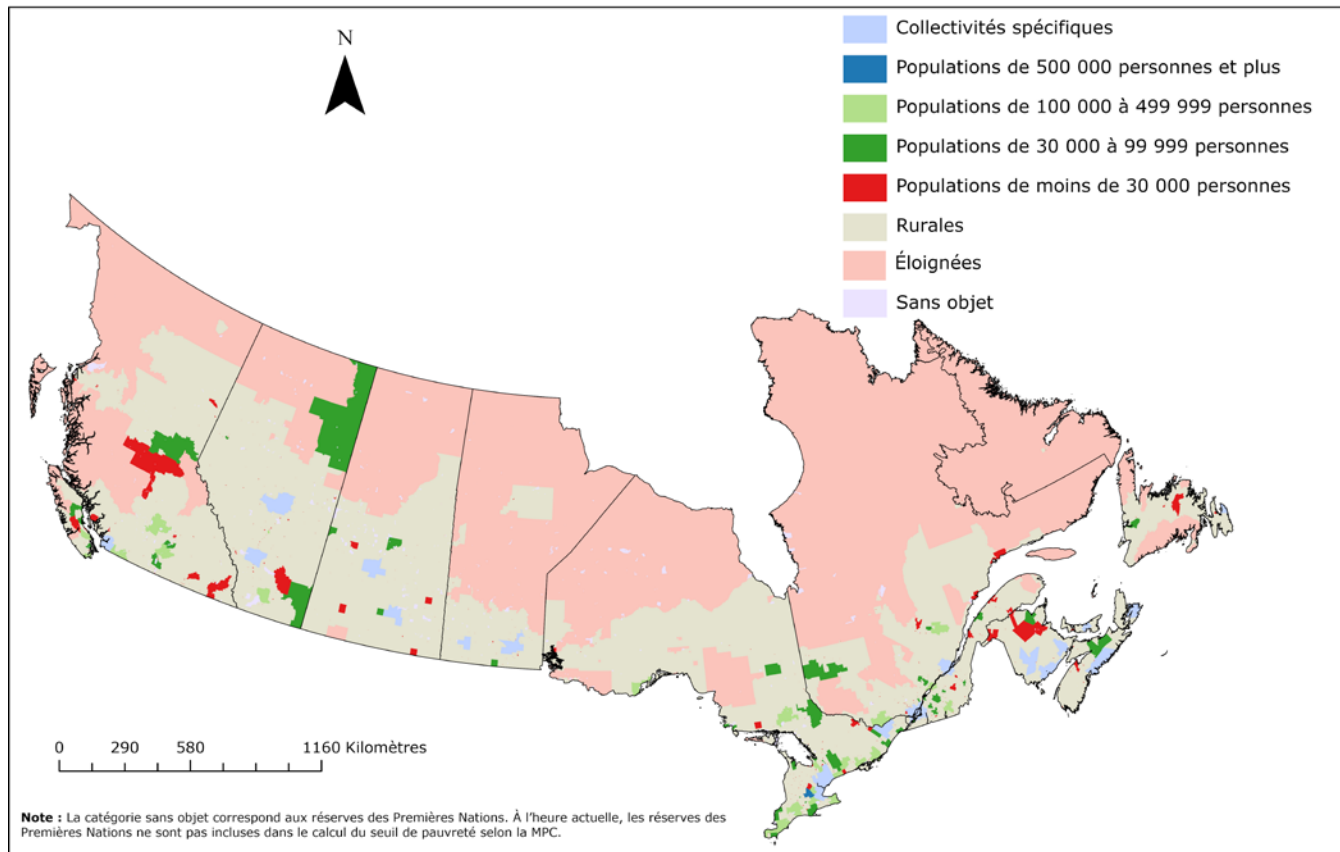 Collectivités spécifiques
N
Populations de 500 000 personnes et plus
Populations de 100 000 à 499 999 personnes
Populations de 30 000 à 99 999 personnes
Populations de moins de 30 000 personnes
Rurales
Éloignées
Sans objet
0 290 580 1160 Kilomètres
Note : La catégorie sans objet correspond aux réserves des Premières Nations. À l'heure actuelle, les réserves des
Premières Nations ne sont pas incluses dans le calcul du seuil de pauvreté selon la MPC.